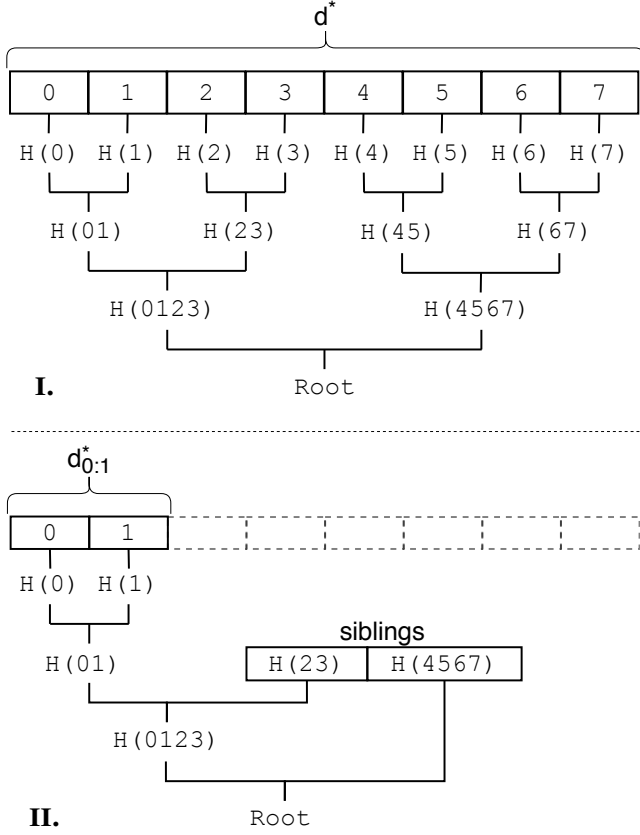 d*
0 1 2 3 4 5 6 7
H(0) H(1) H(2) H(3) H(4) H(5) H(6) H(7)
H(01) H(23) H(45) H(67)
H(0123) H(4567)
I. Root
d*0:1
0 1
H(0) H(1)
siblings
H(01) H(23) H(4567)
H(0123)
II. Root